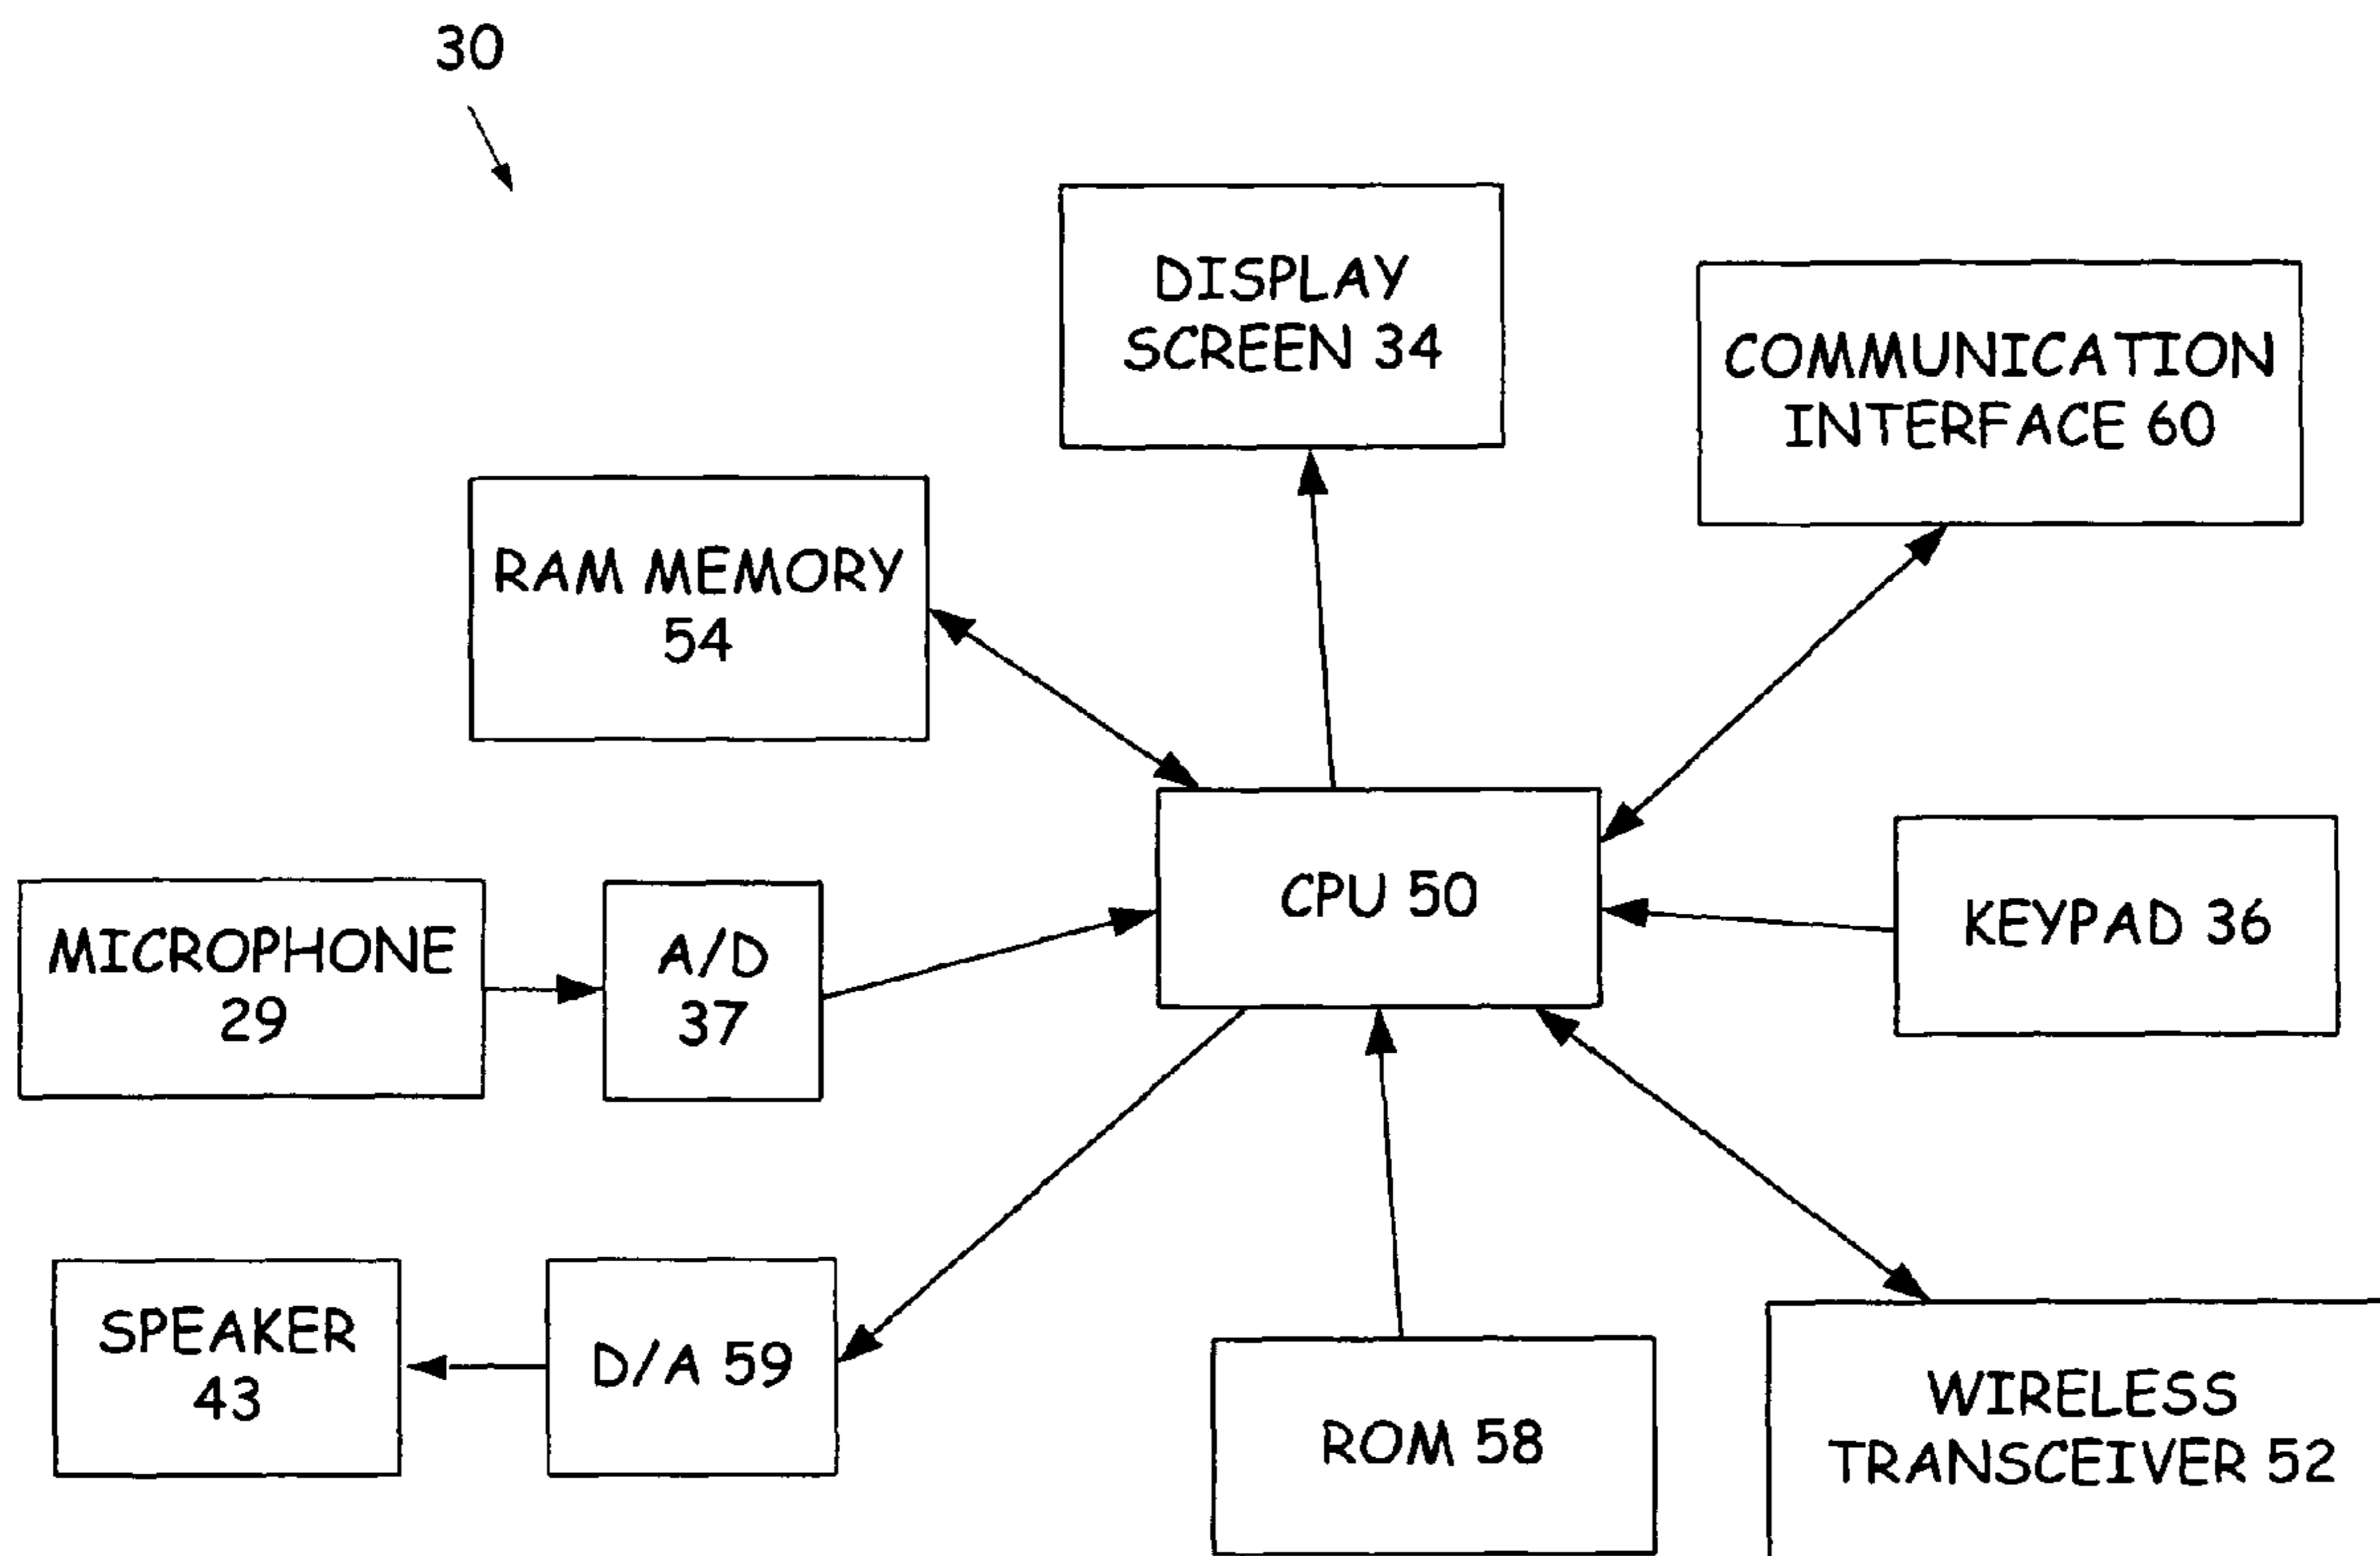 30
DISPLAY
SCREEN 34
COMMUNICATION
INTERFACE 60
RAM MEMORY
54
CPU 50
KEYPAD 36
MICROPHONE
29
A/D
37
SPEAKER
43
D/A 59
ROM 58
WIRELESS
TRANSCEIVER 52